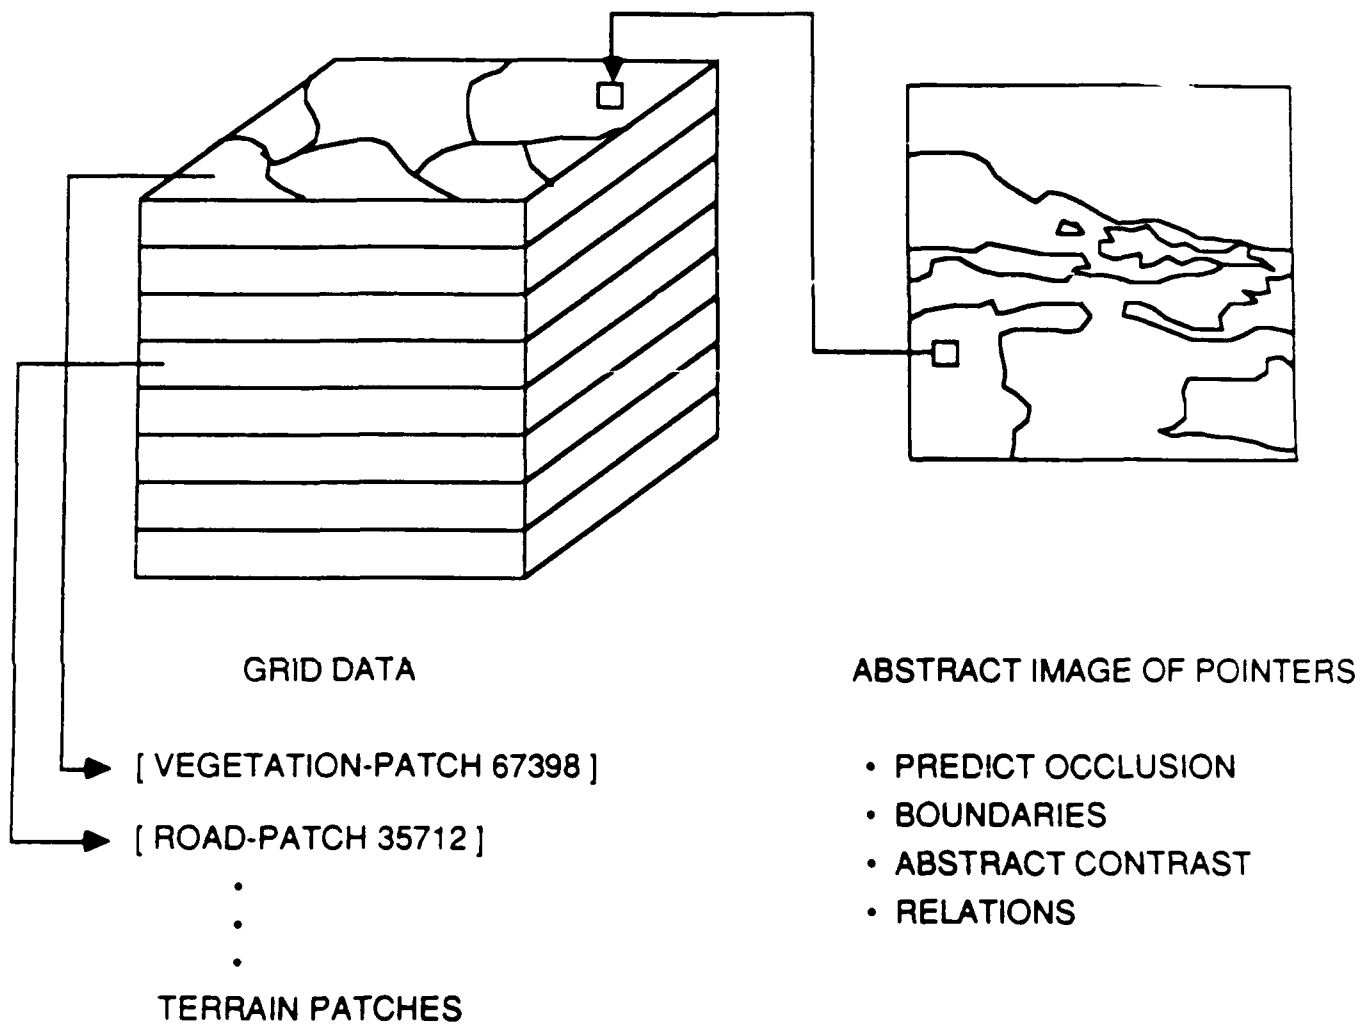 GRID DATA
[ VEGETATION-PATCH 67398 ]
[ ROAD-PATCH 35712 ]
TERRAIN PATCHES
ABSTRACT IMAGE OF POINTERS
• PREDICT OCCLUSION
• BOUNDARIES
• ABSTRACT CONTRAST
• RELATIONS